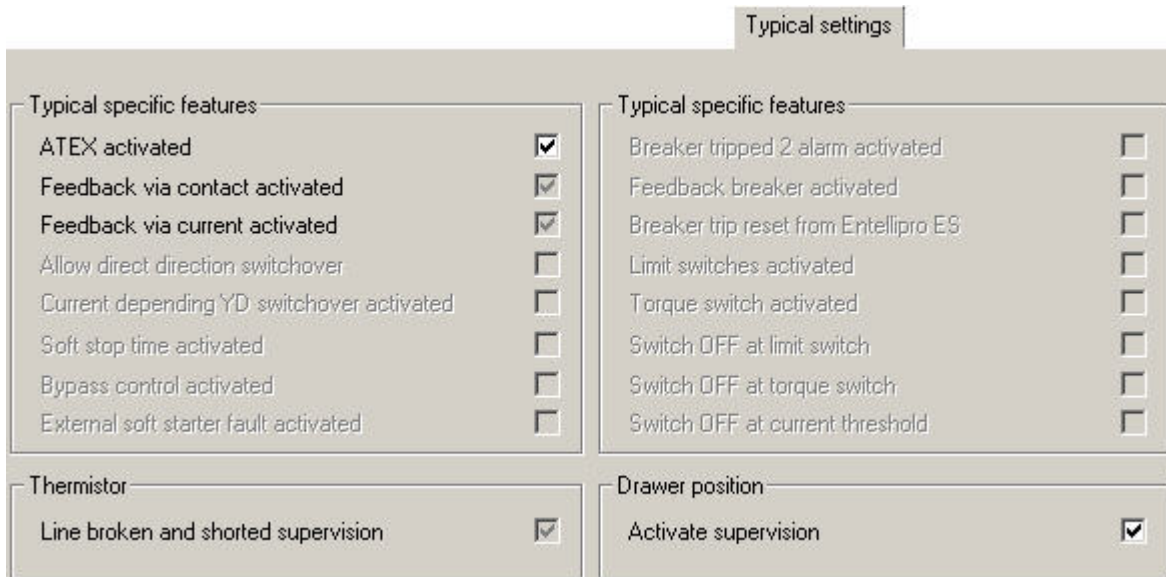 Typical settings
Typical specific features
ATEX activated
Feedback via contact activated
Feedback via current activated
Allow direct direction switchover
Current depending YD switchover activated
Soft stop time activated
Bypass control activated
External soft starter fault activated
Typical specific features
Breaker tripped 2 alarm activated
Feedback breaker activated
Breaker trip reset from Entellipro ES
Limit switches activated
Torque switch activated
Switch OFF at limit switch
Switch OFF at torque switch
Switch OFF at current threshold
Thermistor
Line broken and shorted supervision
Drawer position
Activate supervision